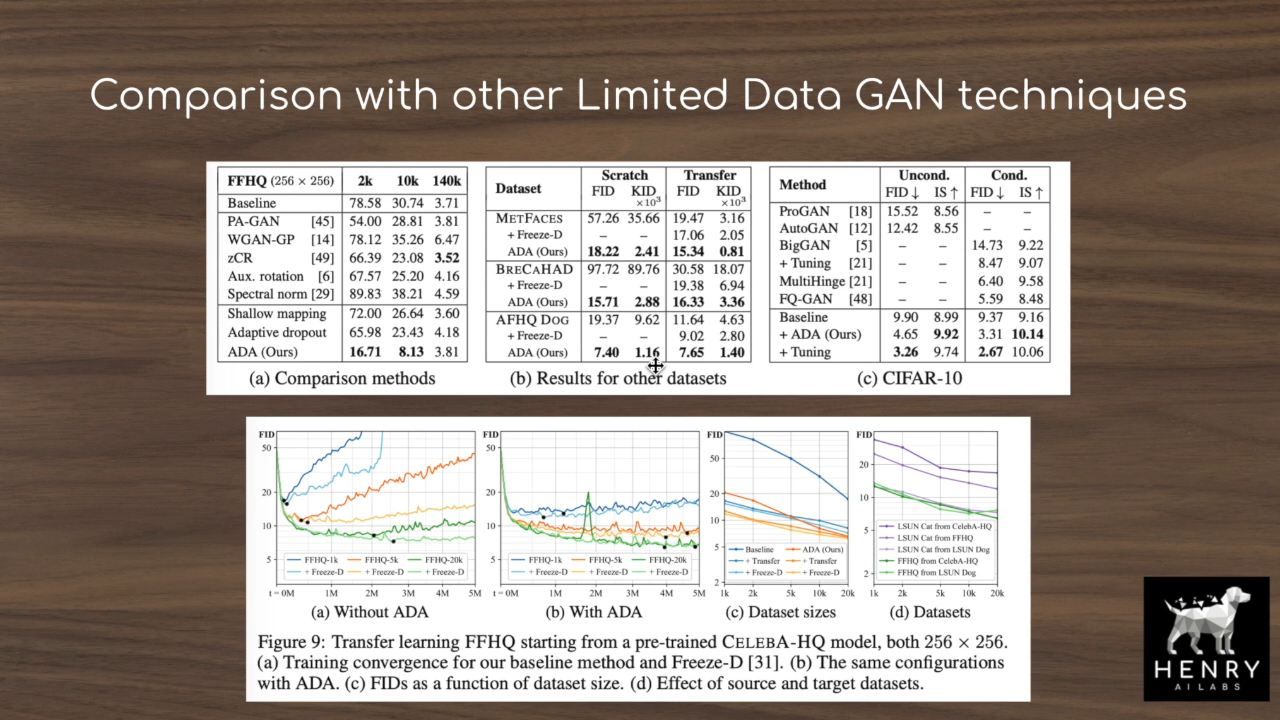 Comparison with other Limited Data GAN techniques
FFHQ (256 × 256) 2k 10k 140k
Baseline 78.58 30.74 3.71
PA-GAN [45] 54.00 28.81 3.81
WGAN-GP [14] 78.12 35.26 6.47
zCR [49] 66.39 23.08 3.52
Aux. rotation [6] 67.57 25.20 4.16
Spectral norm [29] 89.83 38.21 4.59
Shallow mapping 72.00 26.64 3.60
Adaptive dropout 65.98 23.43 4.18
ADA (Ours) 16.71 8.13 3.81
(a) Comparison methods
Scratch Transfer
Dataset FID KID FID KID
×10³ ×10³
METFACES 57.26 35.66 19.47 3.16
+ Freeze-D – – 17.06 2.05
ADA (Ours) 18.22 2.41 15.34 0.81
BRECAHAD 97.72 89.76 30.58 18.07
+ Freeze-D – – 19.38 6.94
ADA (Ours) 15.71 2.88 16.33 3.36
AFHQ DOG 19.37 9.62 11.64 4.63
+ Freeze-D – – 9.02 2.80
ADA (Ours) 7.40 1.16 7.65 1.40
(b) Results for other datasets
Uncond. Cond.
Method FID ↓ IS ↑ FID ↓ IS ↑
ProGAN [18] 15.52 8.56 – –
AutoGAN [12] 12.42 8.55 – –
BigGAN [5] – – 14.73 9.22
+ Tuning [21] – – 8.47 9.07
MultiHinge [21] – – 6.40 9.58
FQ-GAN [48] – – 5.59 8.48
Baseline 9.90 8.99 9.37 9.16
+ ADA (Ours) 4.65 9.92 3.31 10.14
+ Tuning 3.26 9.74 2.67 10.06
(c) CIFAR-10
FID
50
20
10
5
FFHQ-1k FFHQ-5k FFHQ-20k
+ Freeze-D + Freeze-D + Freeze-D
t = 0M 1M 2M 3M 4M 5M
(a) Without ADA
FID
50
20
10
5
FFHQ-1k FFHQ-5k FFHQ-20k
+ Freeze-D + Freeze-D + Freeze-D
t = 0M 1M 2M 3M 4M 5M
(b) With ADA
FID
50
20
10
5
2
Baseline ADA (Ours)
+ Transfer + Transfer
+ Freeze-D + Freeze-D
1k 2k 5k 10k 20k
(c) Dataset sizes
FID
20
10
5
2
LSUN Cat from CelebA-HQ
LSUN Cat from FFHQ
LSUN Cat from LSUN Dog
FFHQ from CelebA-HQ
FFHQ from LSUN Dog
1k 2k 5k 10k 20k
(d) Datasets
Figure 9: Transfer learning FFHQ starting from a pre-trained CELEBA-HQ model, both 256 × 256.
(a) Training convergence for our baseline method and Freeze-D [31]. (b) The same configurations
with ADA. (c) FIDs as a function of dataset size. (d) Effect of source and target datasets.
HENRY
AI LABS